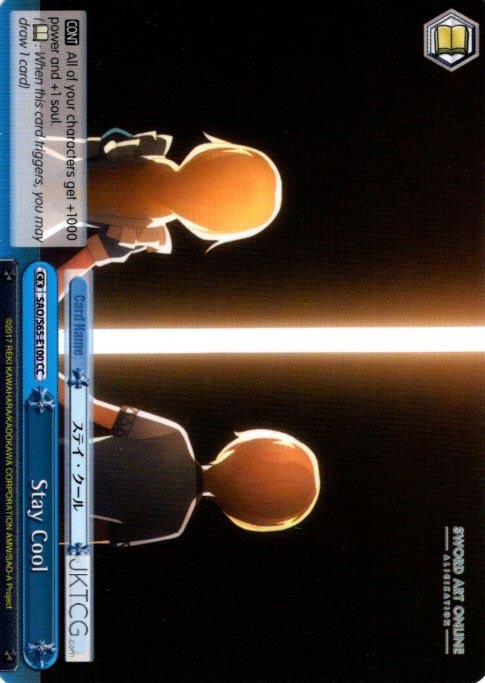 SWORD ART ONLINE
ALICIZATION
CONT All of your characters get +1000
power and +1 soul.
( : When this card triggers, you may
draw 1 card)
Card Name
ステイ・クール
JKTCG.com
CX SAO/S65-E100 CC
Stay Cool
©2017 REKI KAWAHARA/KADOKAWA CORPORATION AMW/SAO-A Project